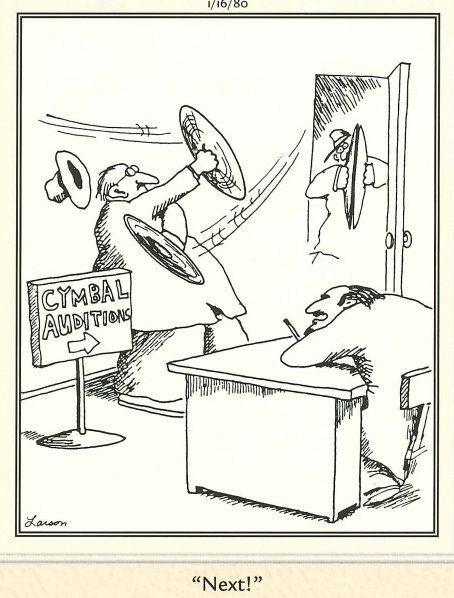 1/16/80
CYMBAL
AUDITIONS
Larson
“Next!”